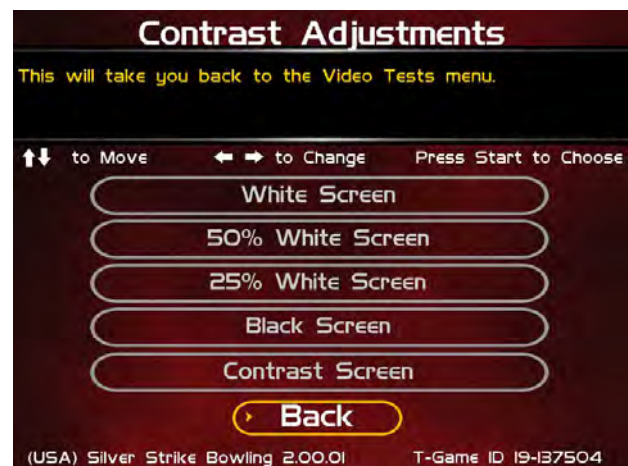 Contrast Adjustments
This will take you back to the Video Tests menu.
to Move to Change Press Start to Choose
White Screen
50% White Screen
25% White Screen
Black Screen
Contrast Screen
Back
(USA) Silver Strike Bowling 2.00.01 T-Game ID 19-137504